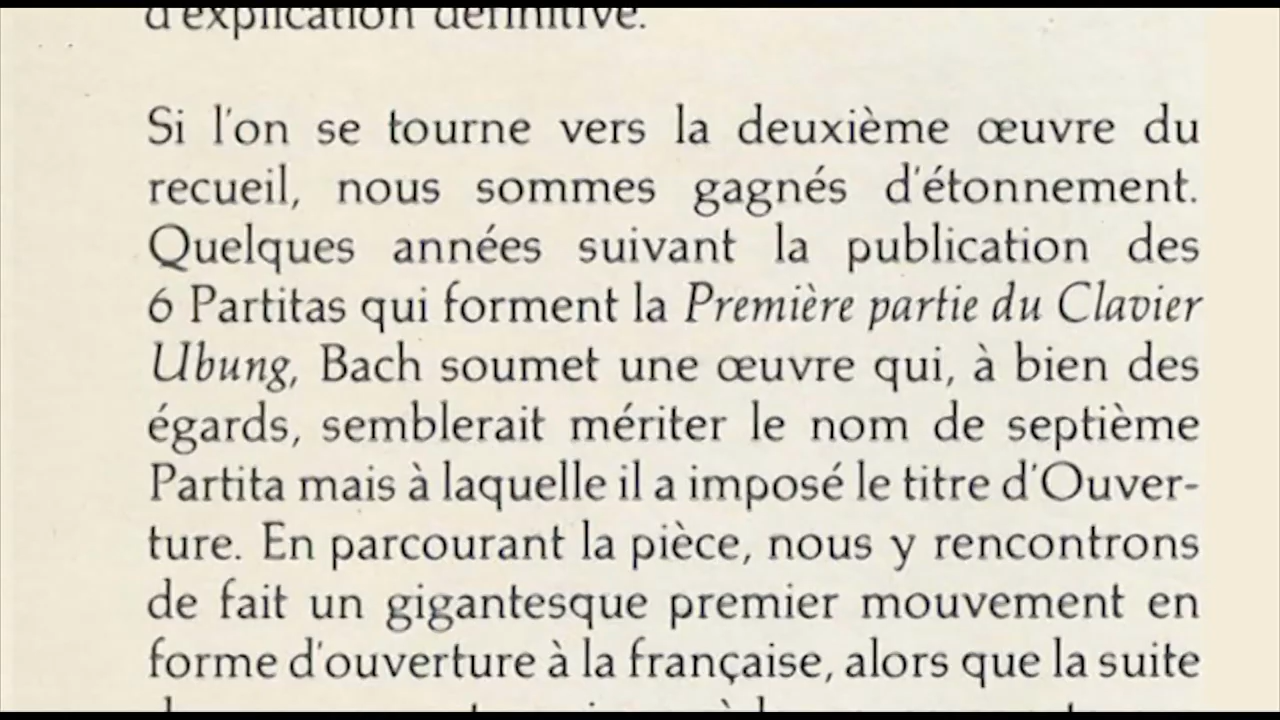 d'explication définitive.
Si l'on se tourne vers la deuxième œuvre du
recueil, nous sommes gagnés d'étonnement.
Quelques années suivant la publication des
6 Partitas qui forment la Première partie du Clavier
Ubung, Bach soumet une œuvre qui, à bien des
égards, semblerait mériter le nom de septième
Partita mais à laquelle il a imposé le titre d'Ouver-
ture. En parcourant la pièce, nous y rencontrons
de fait un gigantesque premier mouvement en
forme d'ouverture à la française, alors que la suite